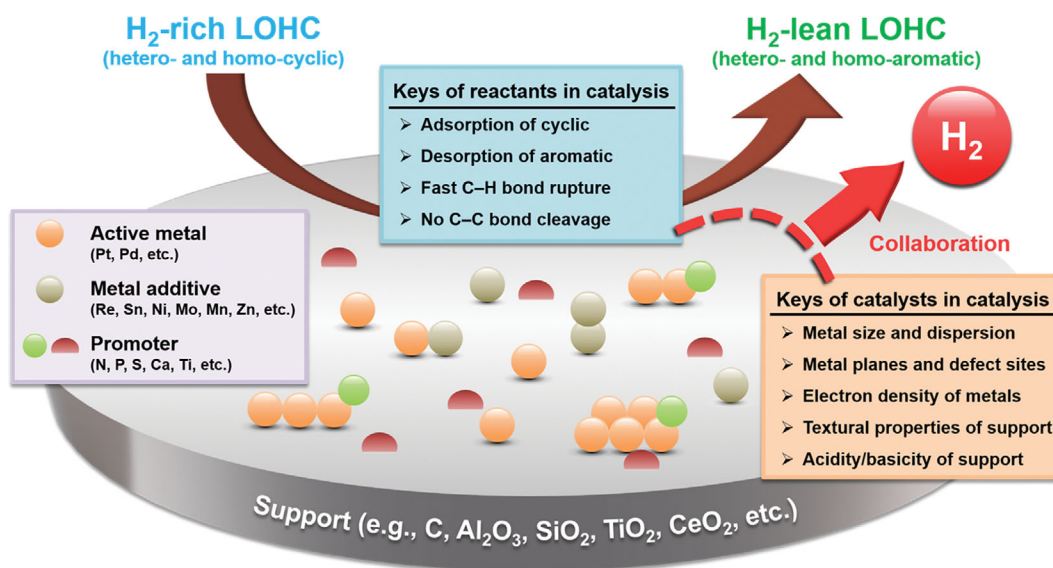 H₂-rich LOHC
(hetero- and homo-cyclic)
H₂-lean LOHC
(hetero- and homo-aromatic)
Keys of reactants in catalysis
➢ Adsorption of cyclic
➢ Desorption of aromatic
➢ Fast C–H bond rupture
➢ No C–C bond cleavage
H₂
Collaboration
Active metal
(Pt, Pd, etc.)
Metal additive
(Re, Sn, Ni, Mo, Mn, Zn, etc.)
Promoter
(N, P, S, Ca, Ti, etc.)
Keys of catalysts in catalysis
➢ Metal size and dispersion
➢ Metal planes and defect sites
➢ Electron density of metals
➢ Textural properties of support
➢ Acidity/basicity of support
Support (e.g., C, Al₂O₃, SiO₂, TiO₂, CeO₂, etc.)